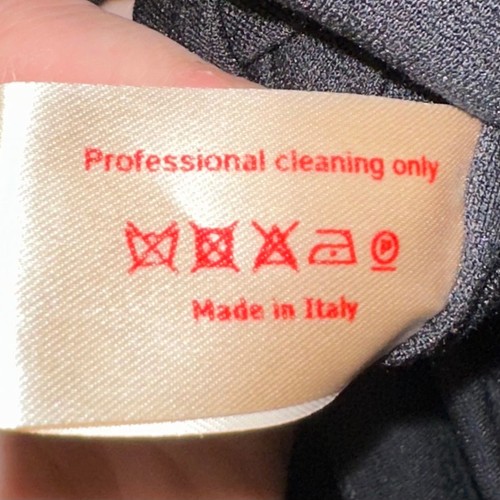 Professional cleaning only
P
Made in Italy